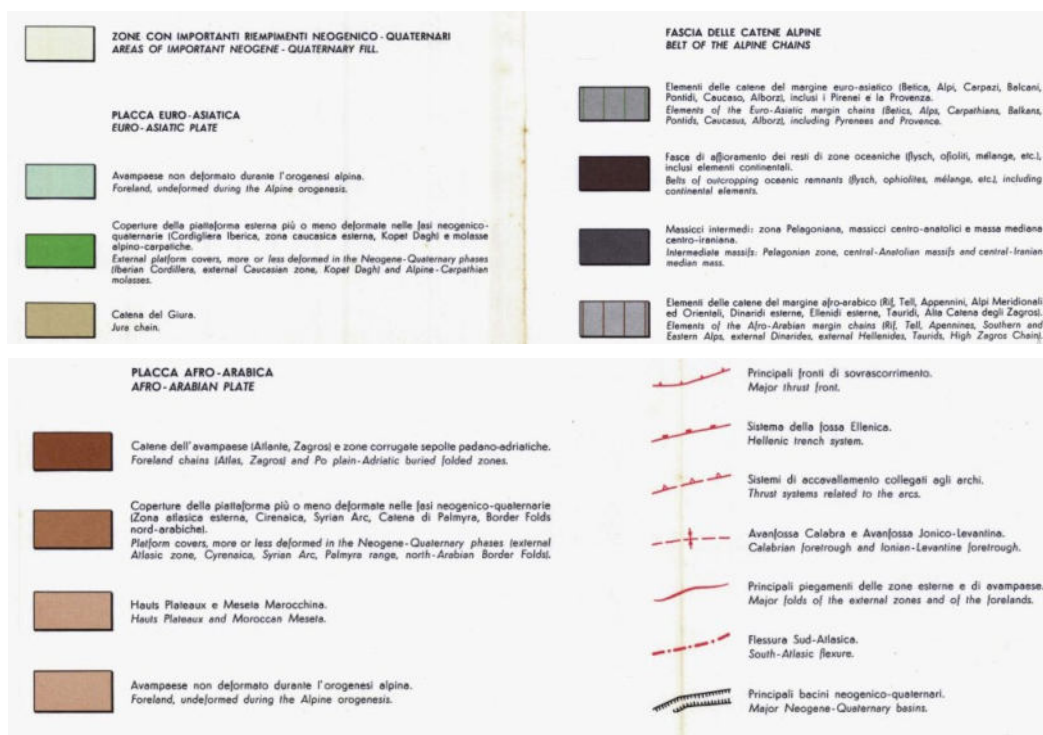 ZONE CON IMPORTANTI RIEMPIMENTI NEOGENICO-QUATERNARI
AREAS OF IMPORTANT NEOGENE-QUATERNARY FILL.
PLACCA EURO-ASIATICA
EURO-ASIATIC PLATE
Avampaese non deformato durante l'orogenesi alpina.
Foreland, undeformed during the Alpine orogenesis.
Coperture della piattaforma esterna più o meno deformate nelle fasi neogenico-
quaternarie (Cordigliera Iberica, zona caucasica esterna, Kopet Dagh) e molasse
alpino-carpatiche.
External platform covers, more or less deformed in the Neogene-Quaternary phases
(Iberian Cordillera, external Caucasian zone, Kopet Dagh) and Alpine-Carpathian
molasses.
Catena del Giura.
Jura chain.
FASCIA DELLE CATENE ALPINE
BELT OF THE ALPINE CHAINS
Elementi delle catene del margine euro-asiatico (Betica, Alpi, Carpazi, Balcani,
Pontidi, Caucaso, Alborz), inclusi i Pirenei e la Provenza.
Elements of the Euro-Asiatic margin chains (Betics, Alps, Carpathians, Balkans,
Pontids, Caucasus, Alborz), including Pyrenees and Provence.
Fasce di affioramento dei resti di zone oceaniche (flysch, ofioliti, mélange, etc.),
inclusi elementi continentali.
Belts of outcropping oceanic remnants (flysch, ophiolites, mélange, etc.), including
continental elements.
Massicci intermedi: zona Pelagoniana, massicci centro-anatolici e massa mediana
centro-iraniana.
Intermediate massifs: Pelagonian zone, central-Anatolian massifs and central-Iranian
median mass.
Elementi delle catene del margine afro-arabico (Rif, Tell, Appennini, Alpi Meridionali
ed Orientali, Dinaridi esterne, Ellenidi esterne, Tauridi, Alta Catena degli Zagros).
Elements of the Afro-Arabian margin chains (Rif, Tell, Apennines, Southern and
Eastern Alps, external Dinarides, external Hellenides, Taurids, High Zagros Chain).
PLACCA AFRO-ARABICA
AFRO-ARABIAN PLATE
Catene dell'avampaese (Atlante, Zagros) e zone corrugate sepolte padano-adriatiche.
Foreland chains (Atlas, Zagros) and Po plain-Adriatic buried folded zones.
Coperture della piattaforma più o meno deformate nelle fasi neogenico-quaternarie
(Zona atlasica esterna, Cirenaica, Syrian Arc, Catena di Palmyra, Border Folds
nord-arabiche).
Platform covers, more or less deformed in the Neogene-Quaternary phases (external
Atlasic zone, Cyrenaica, Syrian Arc, Palmyra range, north-Arabian Border Folds).
Hauts Plateaux e Meseta Marocchina.
Hauts Plateaux and Moroccan Meseta.
Avampaese non deformato durante l'orogenesi alpina.
Foreland, undeformed during the Alpine orogenesis.
Principali fronti di sovrascorrimento.
Major thrust front.
Sistema della fossa Ellenica.
Hellenic trench system.
Sistemi di accavallamento collegati agli archi.
Thrust systems related to the arcs.
Avanfossa Calabra e Avanfossa Jonico-Levantina.
Calabrian foretrough and Ionian-Levantine foretrough.
Principali piegamenti delle zone esterne e di avampaese.
Major folds of the external zones and of the forelands.
Flessura Sud-Atlasica.
South-Atlasic flexure.
Principali bacini neogenico-quaternari.
Major Neogene-Quaternary basins.